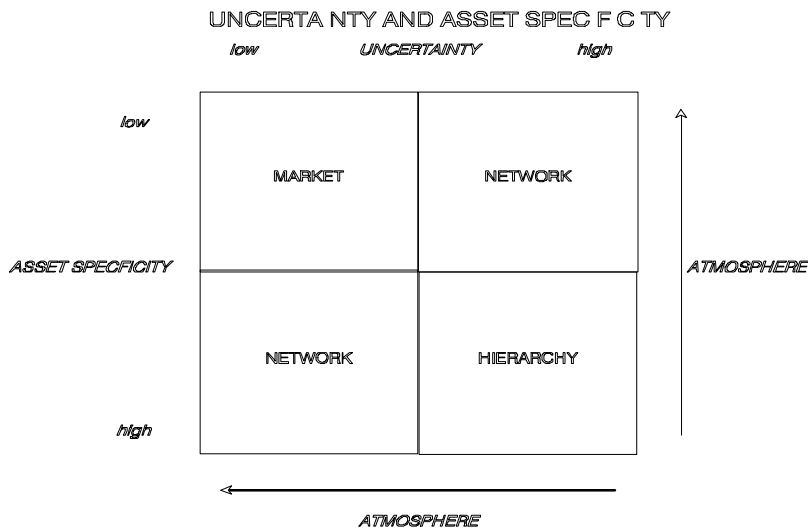 UNCERTA NTY AND ASSET SPEC F C TY
low UNCERTAINTY high
low
MARKET NETWORK
ASSET SPECFICITY ATMOSPHERE
NETWORK HIERARCHY
high
ATMOSPHERE